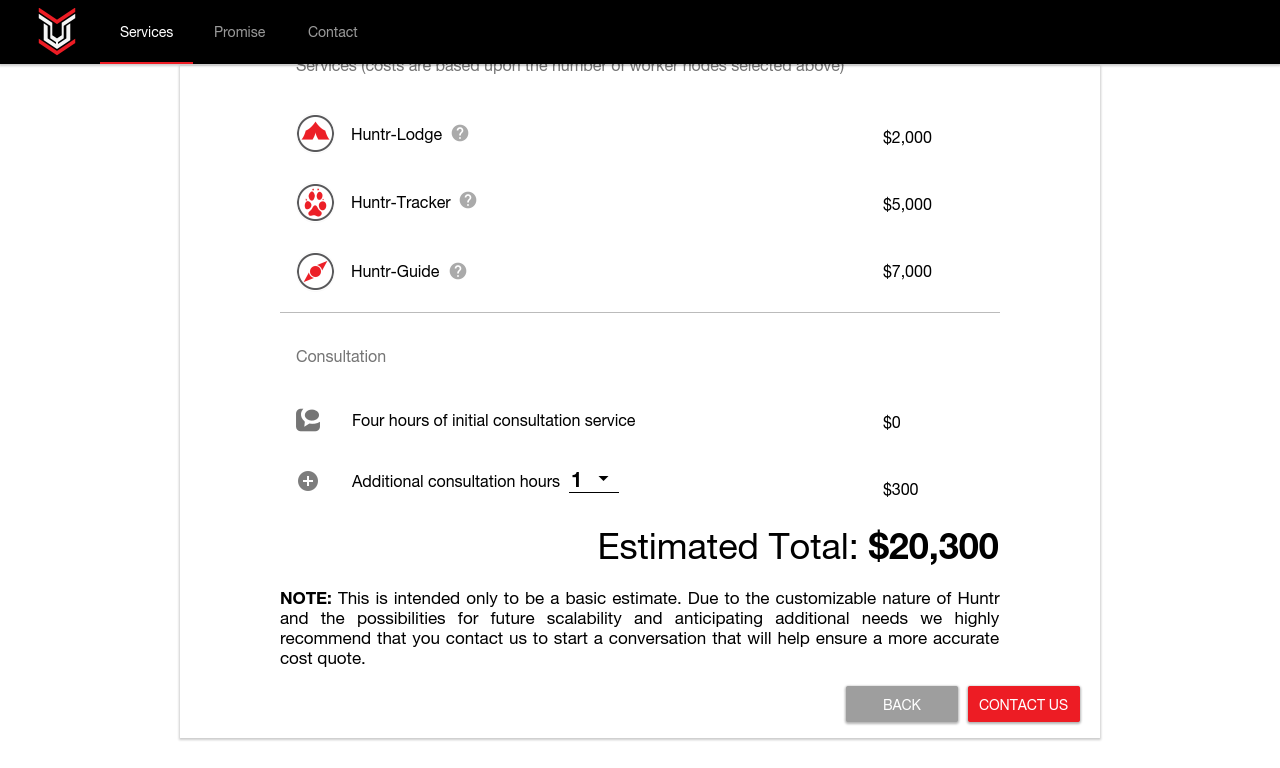 Services Promise Contact
Services (costs are based upon the number of worker nodes selected above)
Huntr-Lodge ? $2,000
Huntr-Tracker ? $5,000
Huntr-Guide ? $7,000
Consultation
Four hours of initial consultation service $0
Additional consultation hours 1 $300
Estimated Total: $20,300
NOTE: This is intended only to be a basic estimate. Due to the customizable nature of Huntr
and the possibilities for future scalability and anticipating additional needs we highly
recommend that you contact us to start a conversation that will help ensure a more accurate
cost quote.
BACK CONTACT US